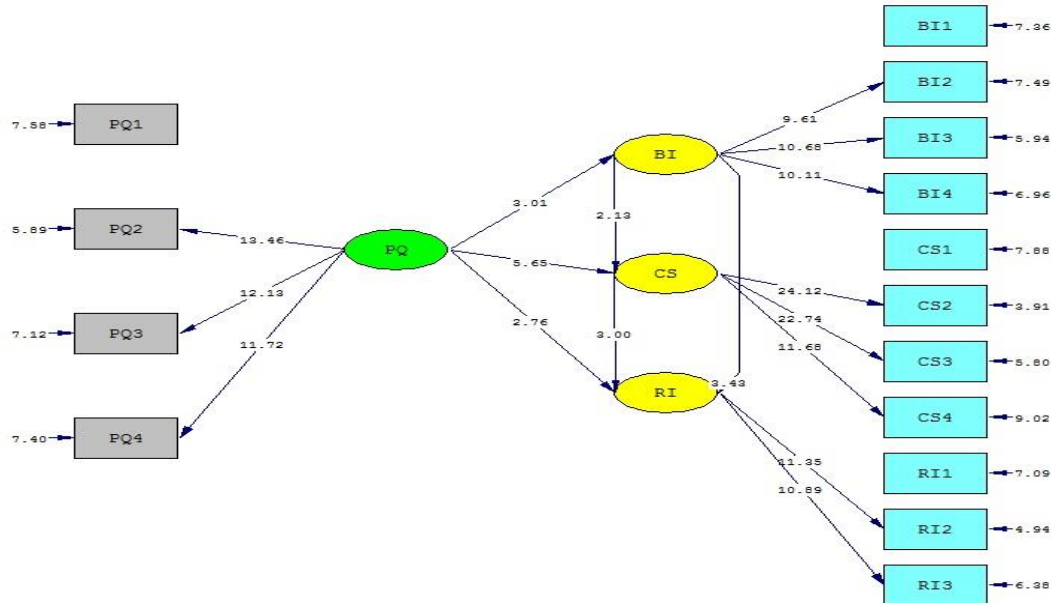 BI1
7.36
BI2
7.49
BI3
5.94
BI4
6.96
CS1
7.88
CS2
3.91
CS3
5.80
CS4
9.02
RI1
7.09
RI2
4.94
RI3
6.38
7.58
PQ1
5.89
PQ2
7.12
PQ3
7.40
PQ4
PQ
BI
CS
RI
13.46
12.13
11.72
3.01
5.65
2.76
2.13
3.00
3.43
9.61
10.68
10.11
24.12
22.74
11.68
11.35
10.89